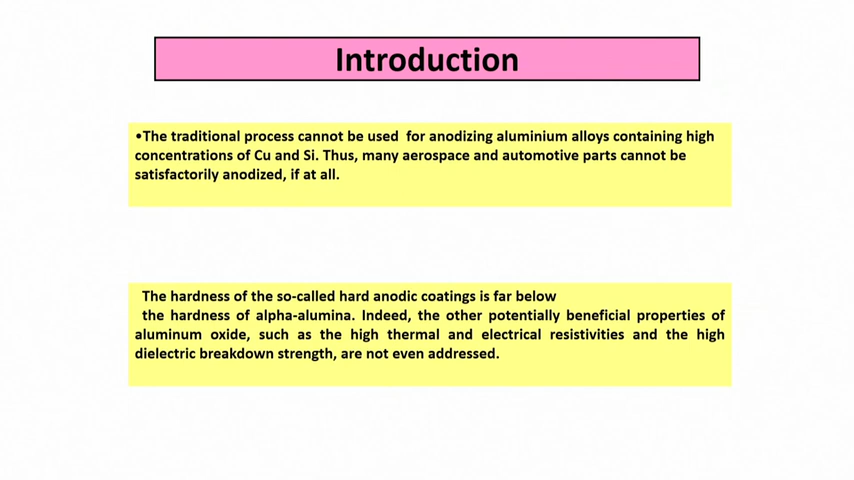 Introduction
•The traditional process cannot be used for anodizing aluminium alloys containing high
concentrations of Cu and Si. Thus, many aerospace and automotive parts cannot be
satisfactorily anodized, if at all.
The hardness of the so-called hard anodic coatings is far below
the hardness of alpha-alumina. Indeed, the other potentially beneficial properties of
aluminum oxide, such as the high thermal and electrical resistivities and the high
dielectric breakdown strength, are not even addressed.